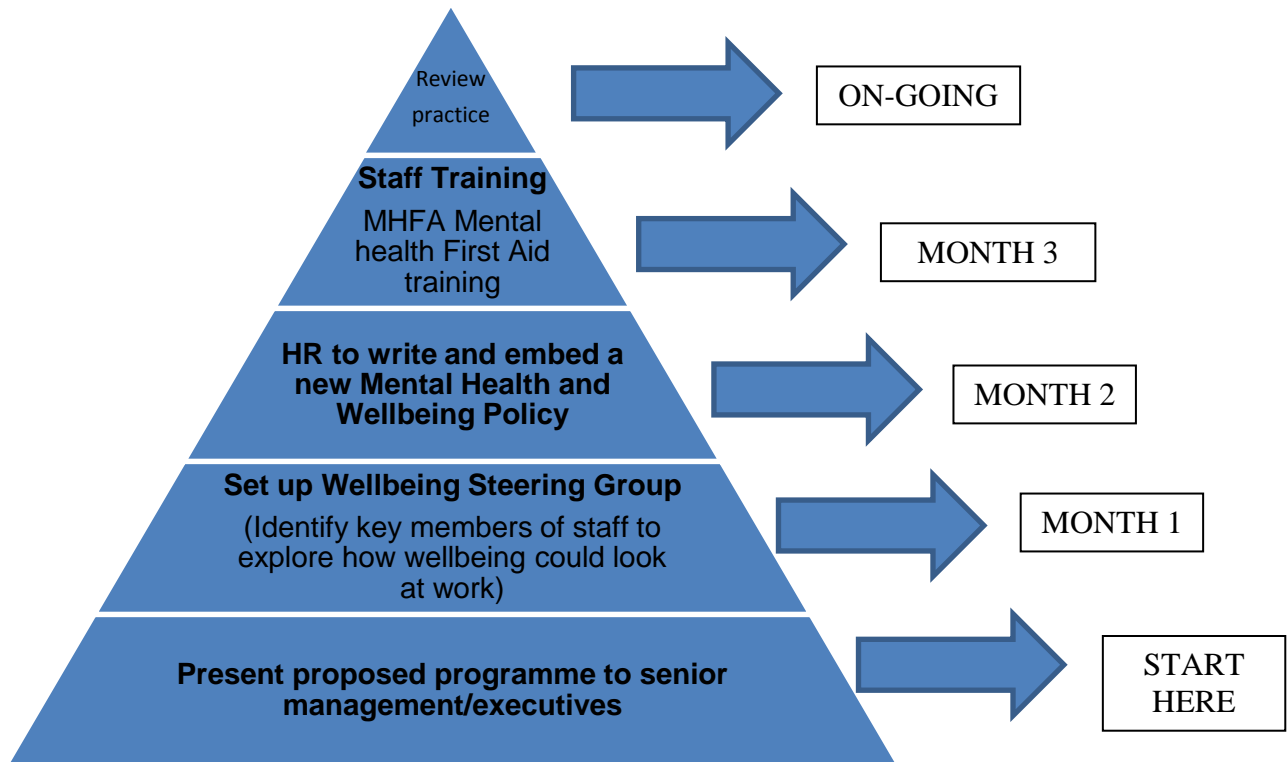 Review
practice
ON-GOING
Staff Training
MHFA Mental
health First Aid
training
MONTH 3
HR to write and embed a
new Mental Health and
Wellbeing Policy
MONTH 2
Set up Wellbeing Steering Group
(Identify key members of staff to
explore how wellbeing could look
at work)
MONTH 1
Present proposed programme to senior
management/executives
START
HERE